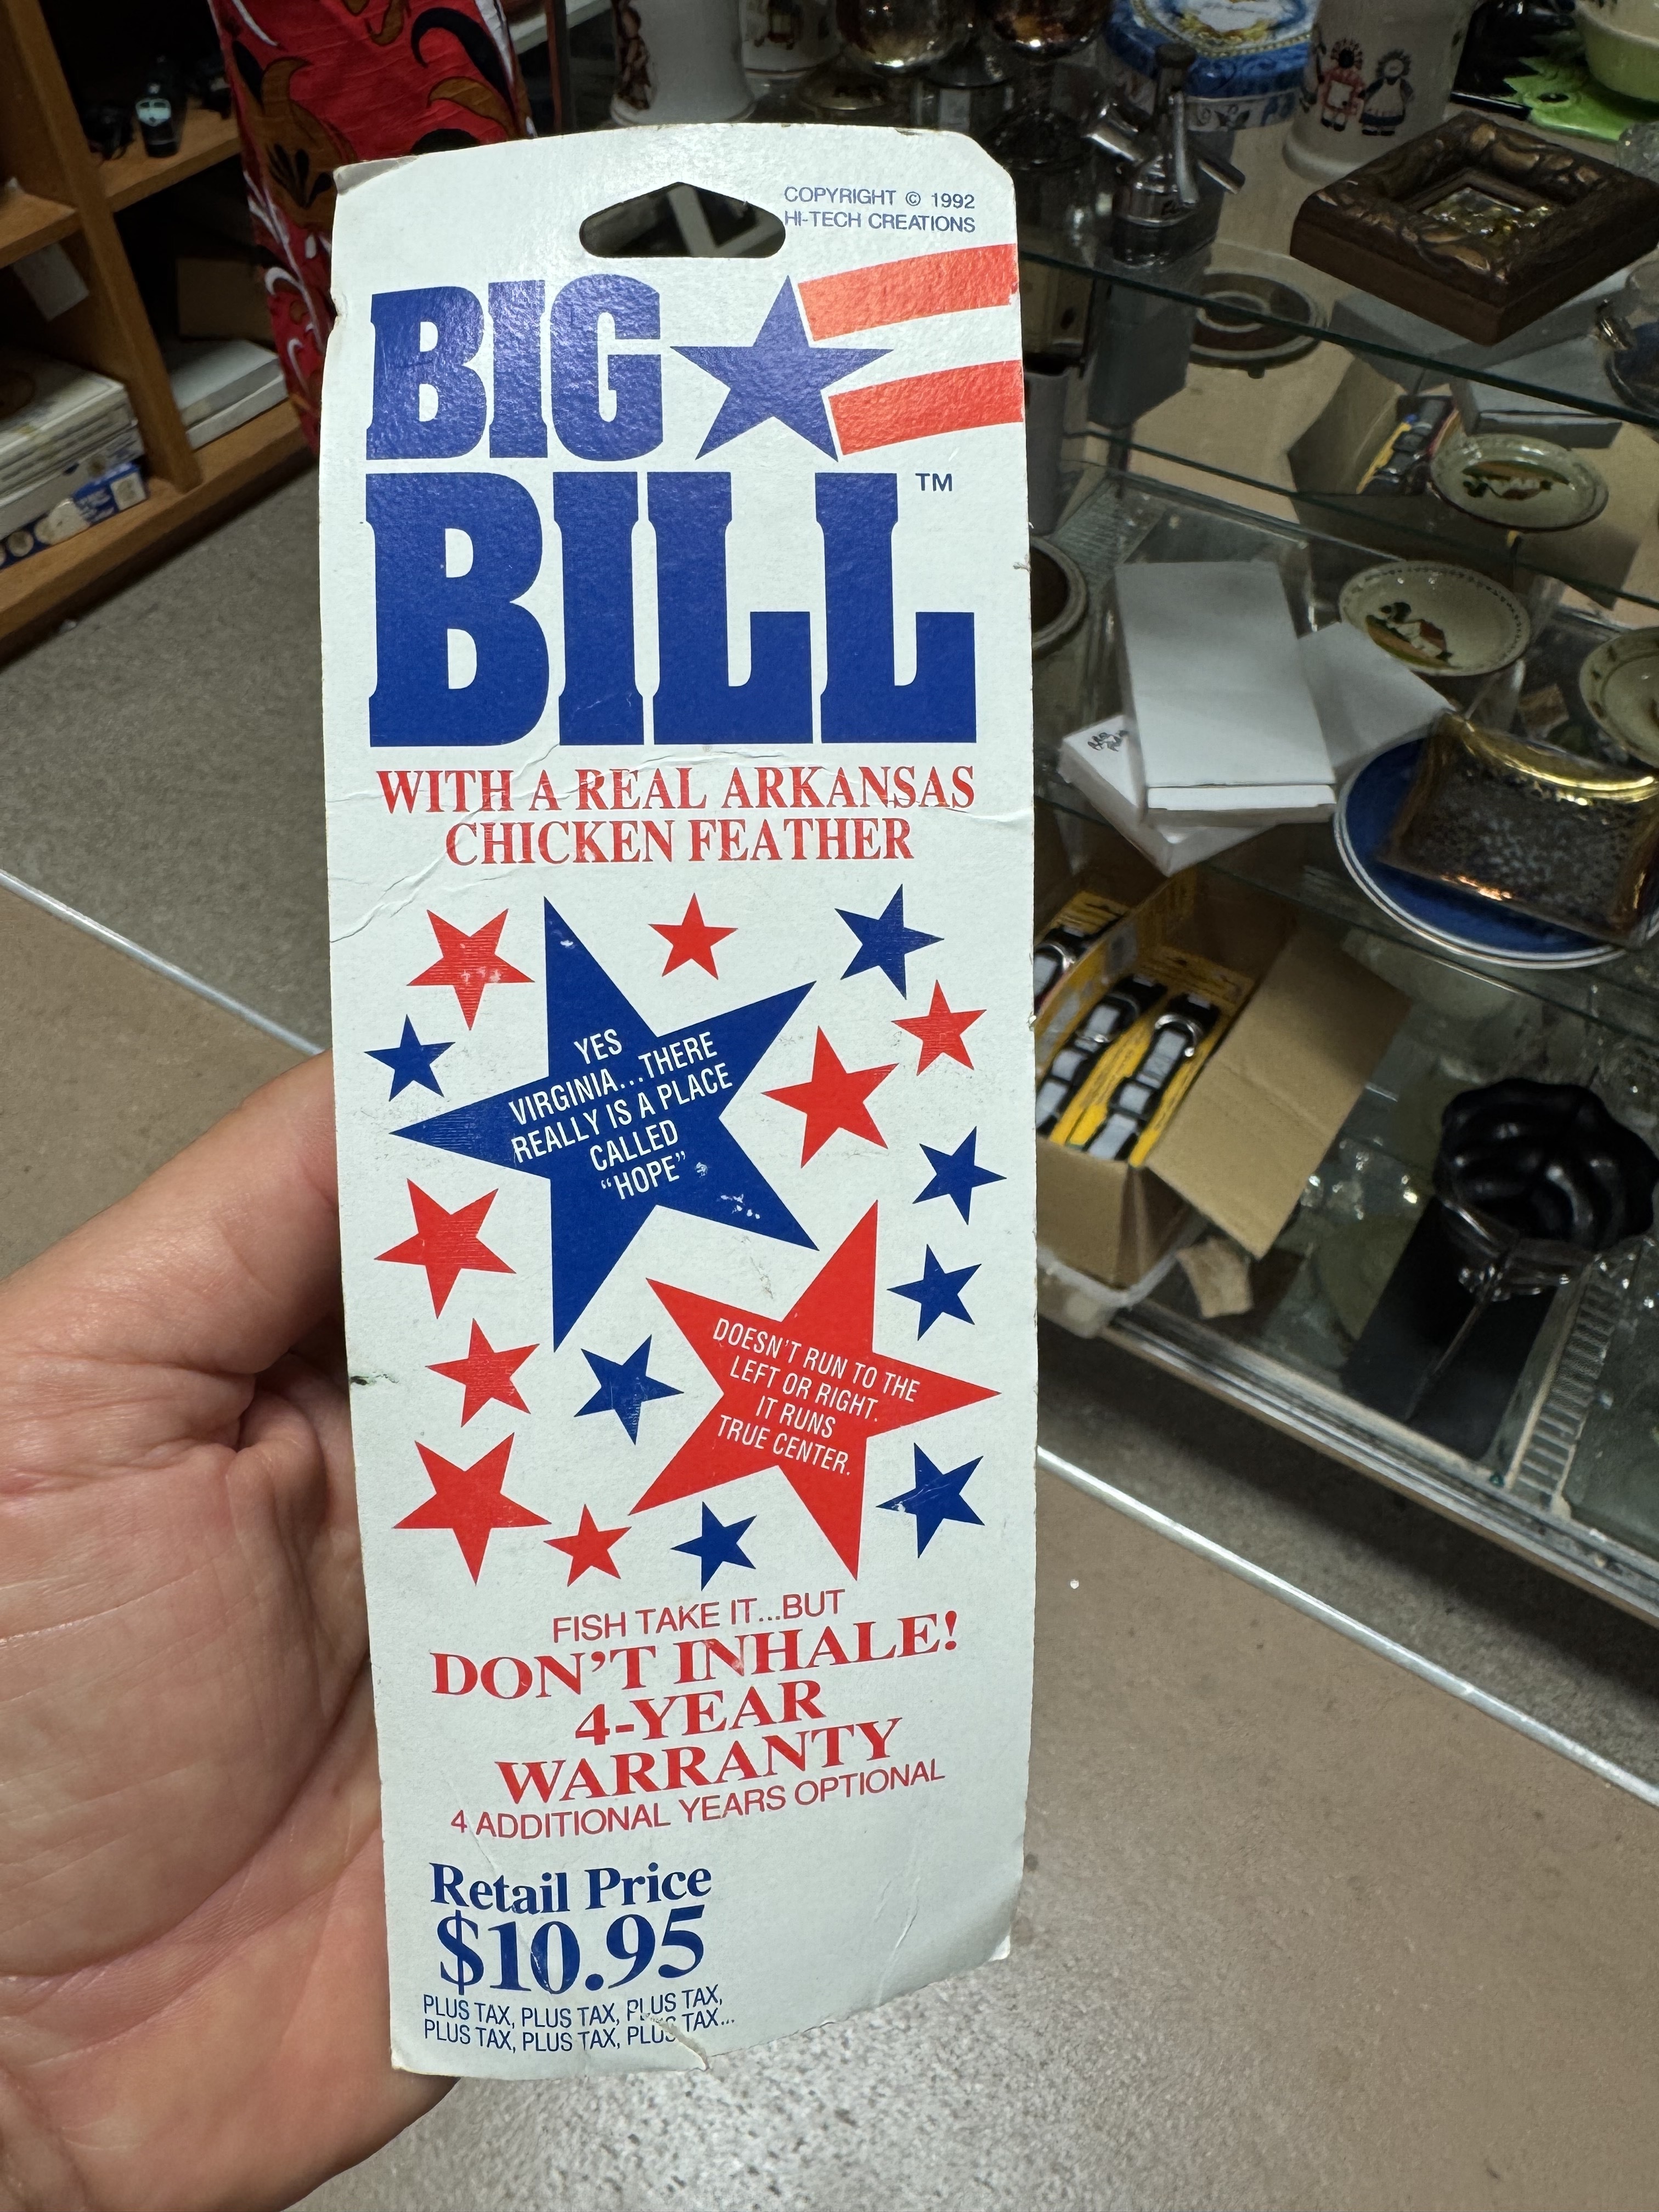 COPYRIGHT © 1992
HI-TECH CREATIONS
BIG
BILL™
WITH A REAL ARKANSAS
CHICKEN FEATHER
YES
VIRGINIA...THERE
REALLY IS A PLACE
CALLED
“HOPE”
DOESN'T RUN TO THE
LEFT OR RIGHT.
IT RUNS
TRUE CENTER.
FISH TAKE IT...BUT
DON'T INHALE!
4-YEAR
WARRANTY
4 ADDITIONAL YEARS OPTIONAL
Retail Price
$10.95
PLUS TAX, PLUS TAX, PLUS TAX,
PLUS TAX, PLUS TAX, PLUS TAX...